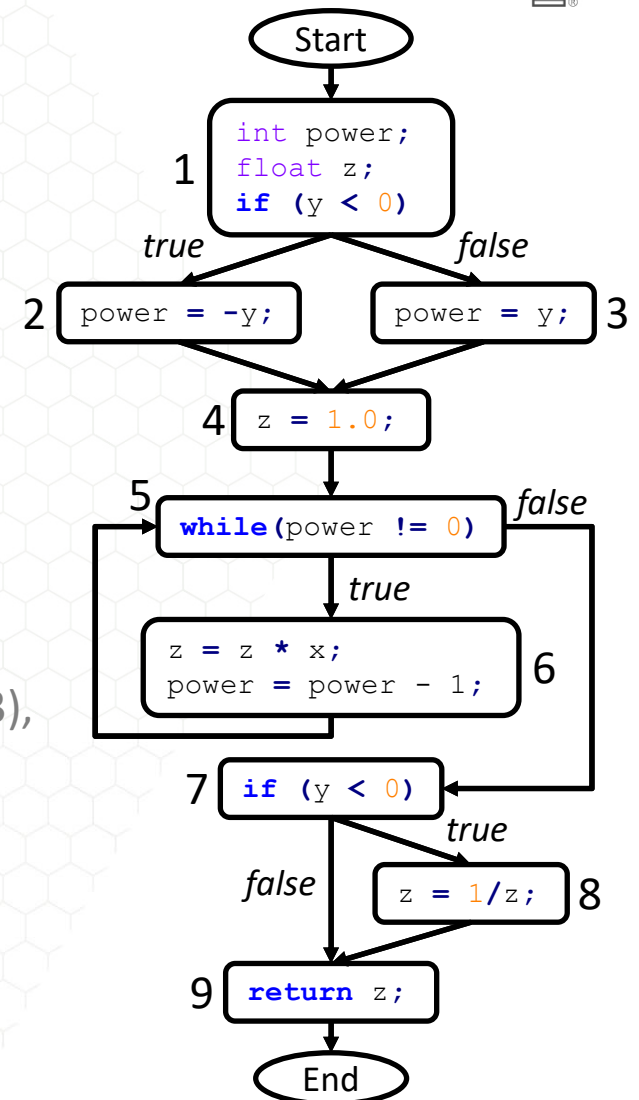 ®
Start
1
int power;
float z;
if (y < 0)
true
false
2
power = -y;
power = y;
3
4
z = 1.0;
5
while(power != 0)
false
true
z = z * x;
power = power - 1;
6
3),
7
if (y < 0)
true
false
z = 1/z;
8
9
return z;
End